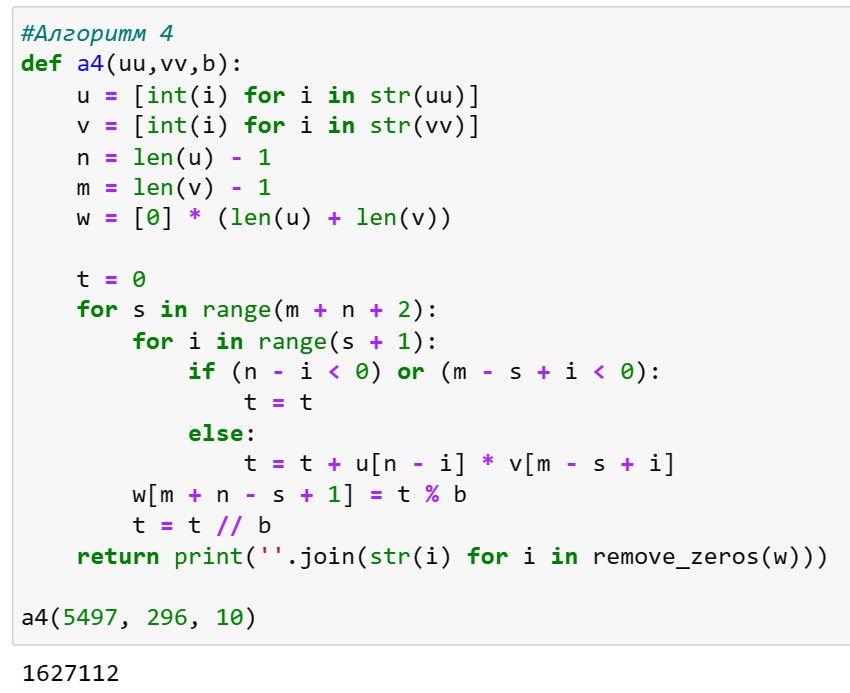 #Алгоритм 4
def a4(uu,vv,b):
    u = [int(i) for i in str(uu)]
    v = [int(i) for i in str(vv)]
    n = len(u) - 1
    m = len(v) - 1
    w = [0] * (len(u) + len(v))

    t = 0
    for s in range(m + n + 2):
        for i in range(s + 1):
            if (n - i < 0) or (m - s + i < 0):
                t = t
            else:
                t = t + u[n - i] * v[m - s + i]
        w[m + n - s + 1] = t % b
        t = t // b
    return print(''.join(str(i) for i in remove_zeros(w)))

a4(5497, 296, 10)
1627112